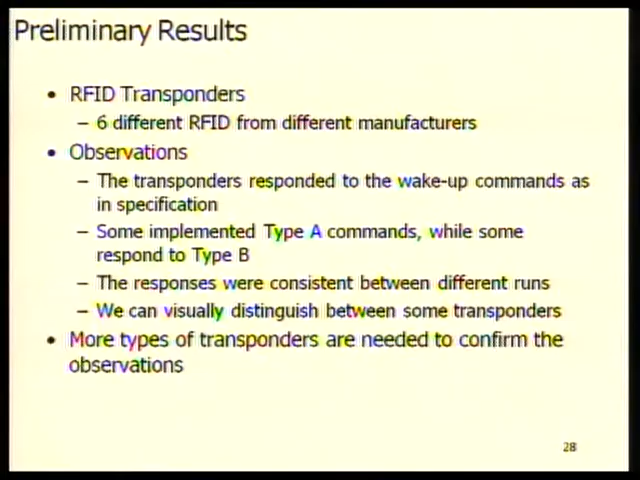 Preliminary Results
• RFID Transponders
– 6 different RFID from different manufacturers
• Observations
– The transponders responded to the wake-up commands as
in specification
– Some implemented Type A commands, while some
respond to Type B
– The responses were consistent between different runs
– We can visually distinguish between some transponders
• More types of transponders are needed to confirm the
observations
28